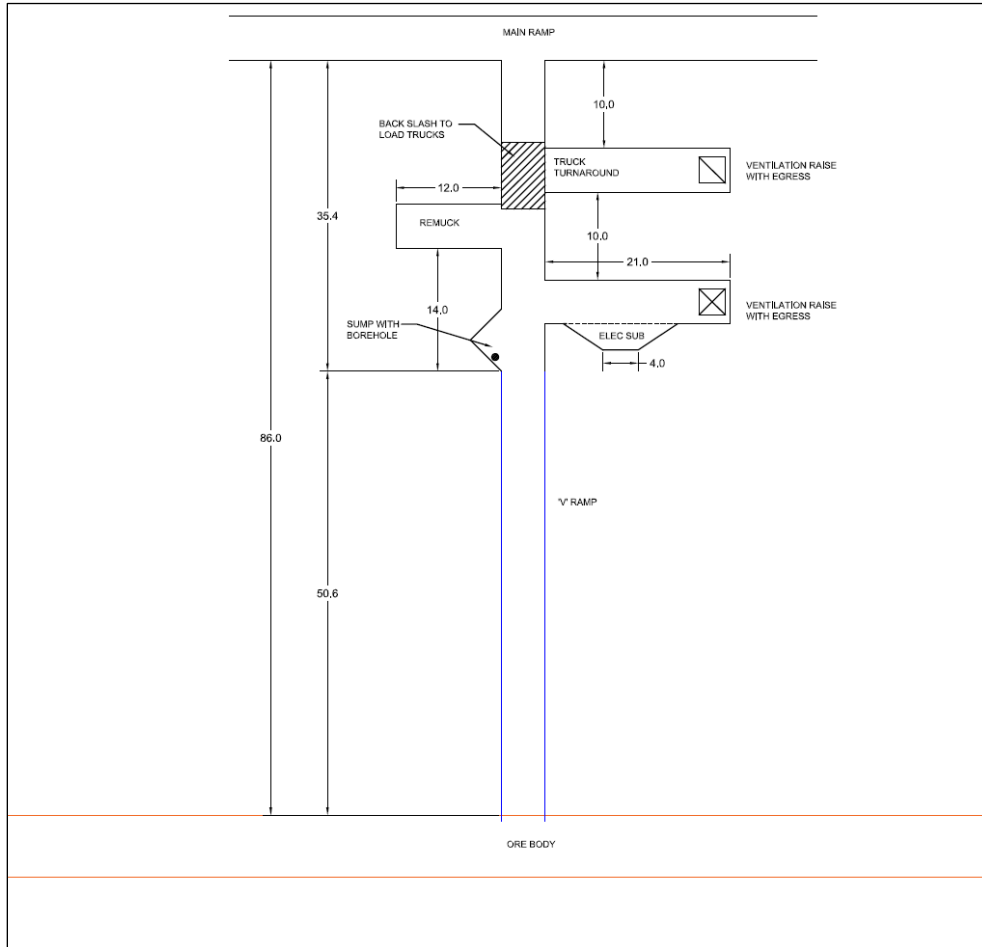 MAIN RAMP
10.0
BACK SLASH TO
LOAD TRUCKS
TRUCK
TURNAROUND
VENTILATION RAISE
WITH EGRESS
12.0
35.4
REMUCK
10.0
21.0
14.0
VENTILATION RAISE
WITH EGRESS
SUMP WITH
BOREHOLE
ELEC SUB
4.0
86.0
'V' RAMP
50.6
ORE BODY